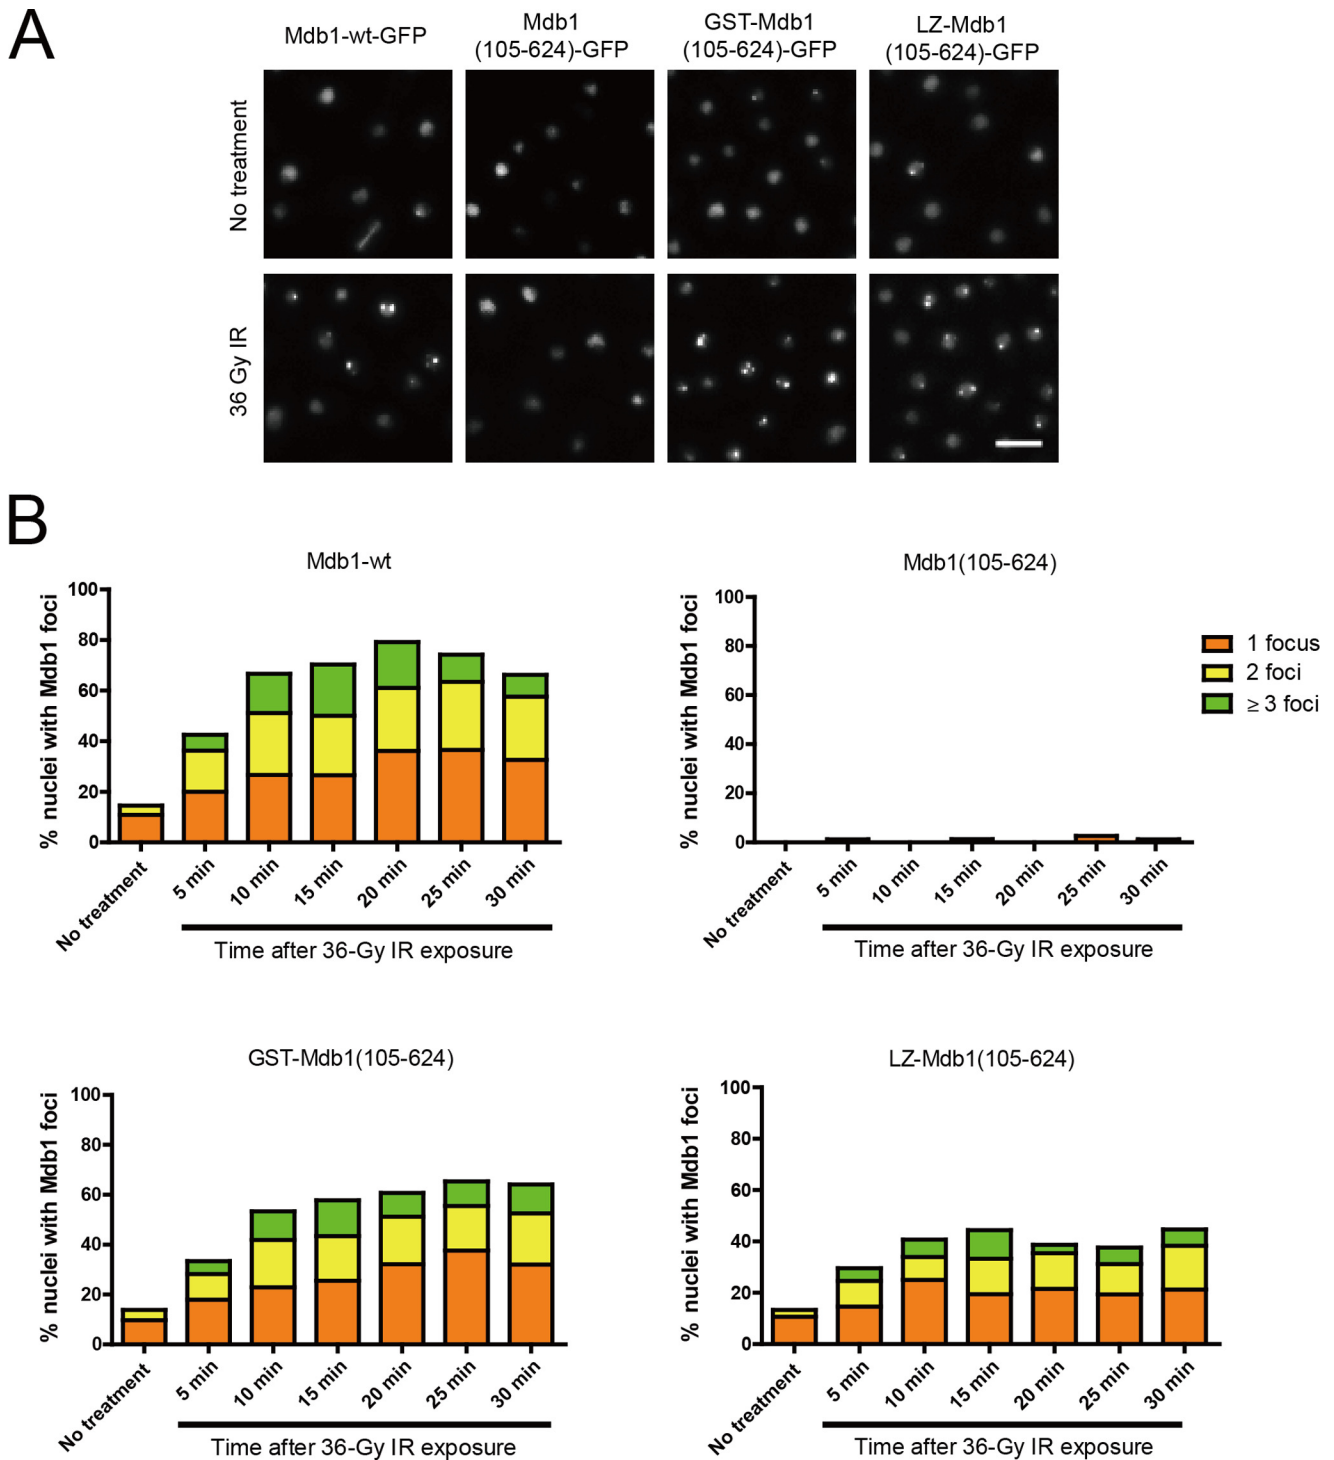 A
Mdb1-wt-GFP
Mdb1
(105-624)-GFP
GST-Mdb1
(105-624)-GFP
LZ-Mdb1
(105-624)-GFP
No treatment
36 Gy IR
B
Mdb1-wt
% nuclei with Mdb1 foci
100
80
60
40
20
0
No treatment
5 min
10 min
15 min
20 min
25 min
30 min
Time after 36-Gy IR exposure
Mdb1(105-624)
% nuclei with Mdb1 foci
100
80
60
40
20
0
No treatment
5 min
10 min
15 min
20 min
25 min
30 min
Time after 36-Gy IR exposure
1 focus
2 foci
≥ 3 foci
GST-Mdb1(105-624)
% nuclei with Mdb1 foci
100
80
60
40
20
0
No treatment
5 min
10 min
15 min
20 min
25 min
30 min
Time after 36-Gy IR exposure
LZ-Mdb1(105-624)
% nuclei with Mdb1 foci
100
80
60
40
20
0
No treatment
5 min
10 min
15 min
20 min
25 min
30 min
Time after 36-Gy IR exposure